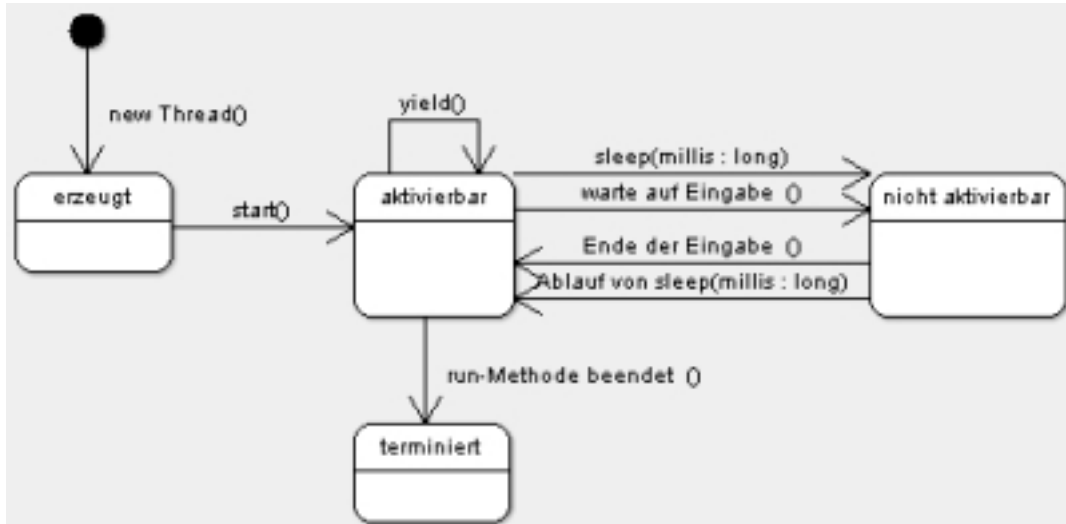 new Thread()
yield()
sleep(millis : long)
erzeugt
aktivierbar
warte auf Eingabe ()
nicht aktivierbar
start()
Ende der Eingabe ()
Ablauf von sleep(millis : long)
run-Methode beendet ()
terminiert